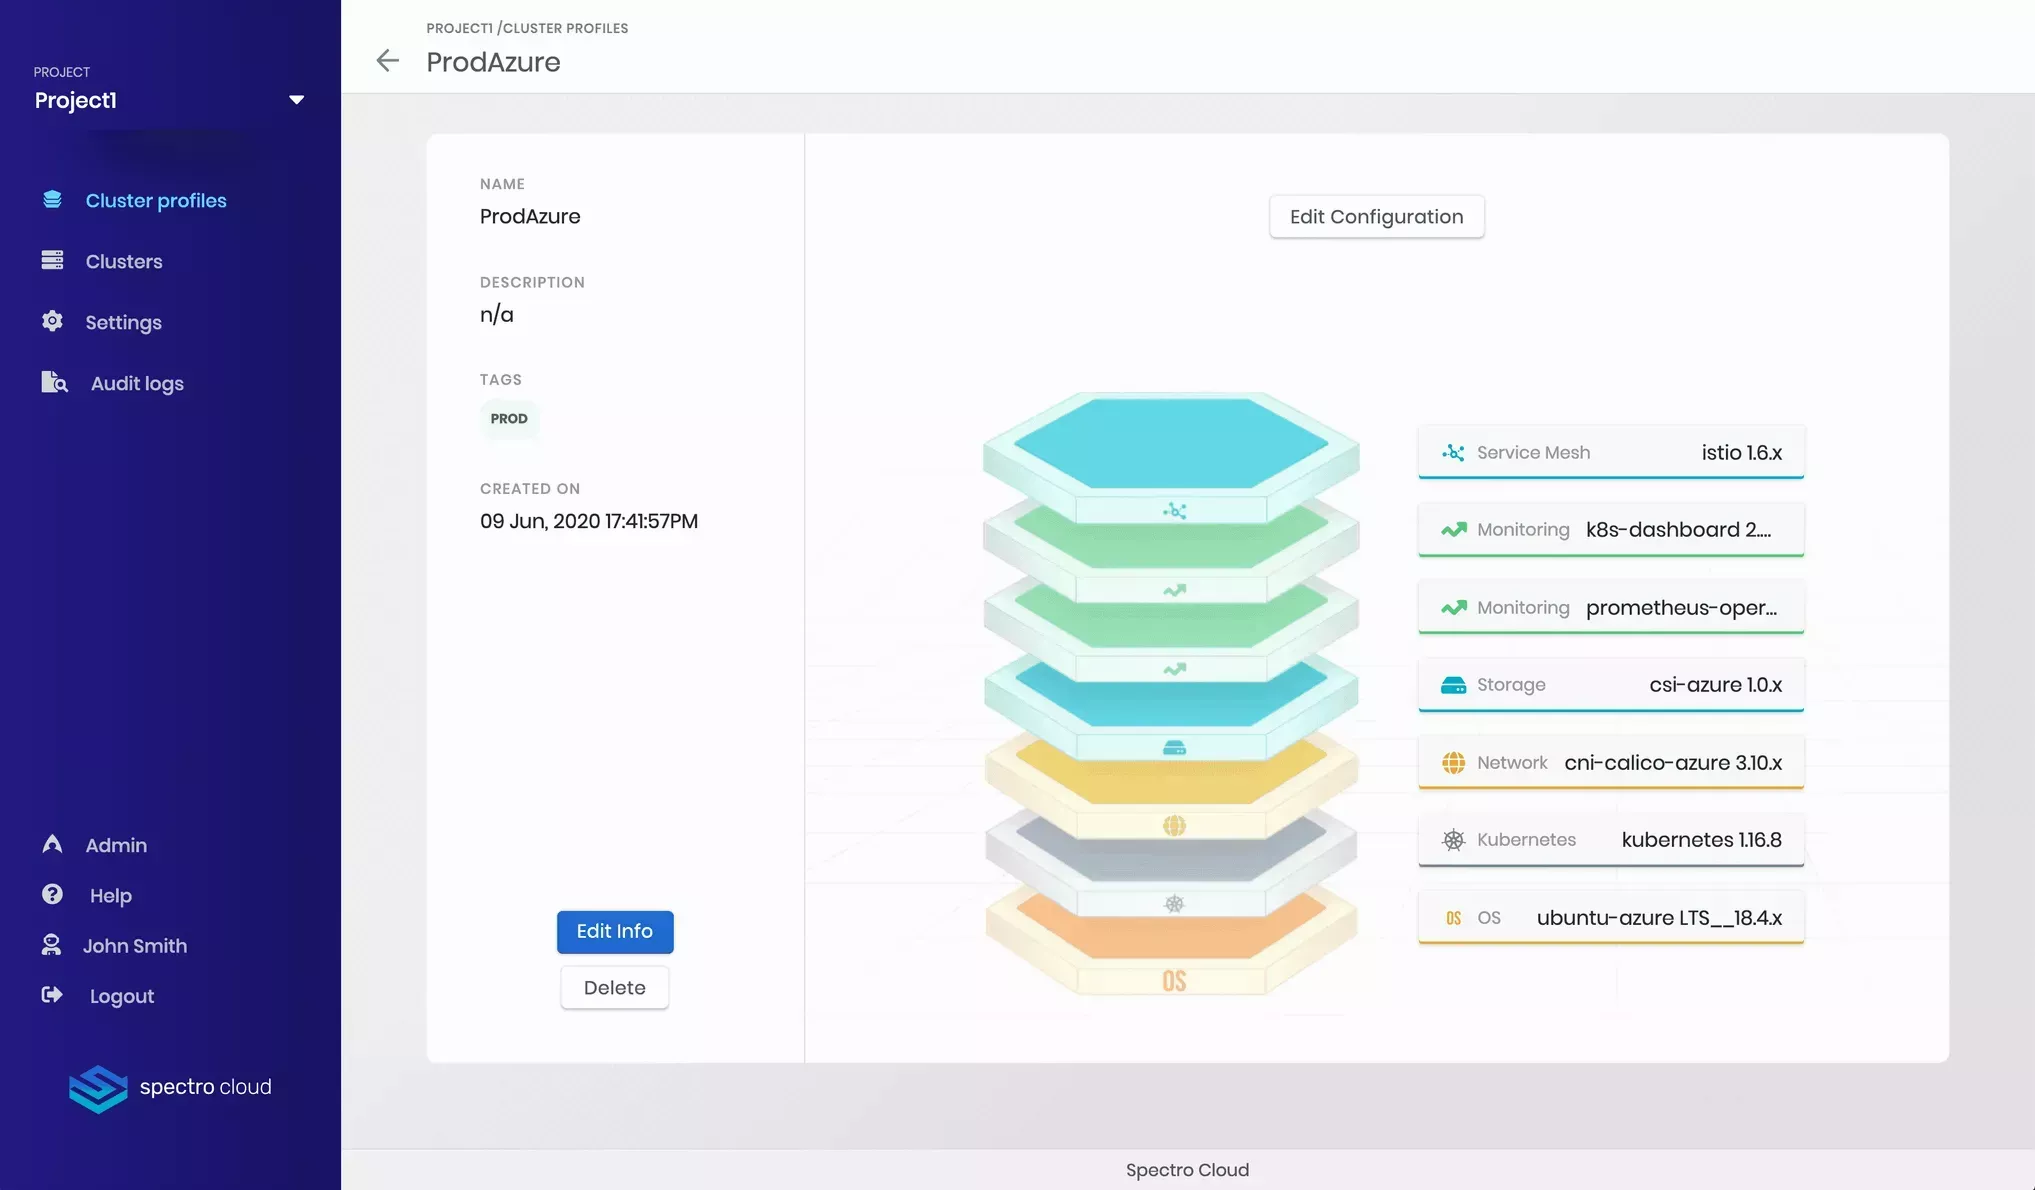 PROJECT
Project1
Cluster profiles
Clusters
Settings
Audit logs
Admin
Help
John Smith
Logout
spectro cloud
PROJECT1 /CLUSTER PROFILES
ProdAzure
NAME
ProdAzure
DESCRIPTION
n/a
TAGS
PROD
CREATED ON
09 Jun, 2020 17:41:57PM
Edit Info
Delete
Edit Configuration
OS
Service Mesh istio 1.6.x
Monitoring k8s-dashboard 2....
Monitoring prometheus-oper...
Storage csi-azure 1.0.x
Network cni-calico-azure 3.10.x
Kubernetes kubernetes 1.16.8
OS OS ubuntu-azure LTS__18.4.x
Spectro Cloud